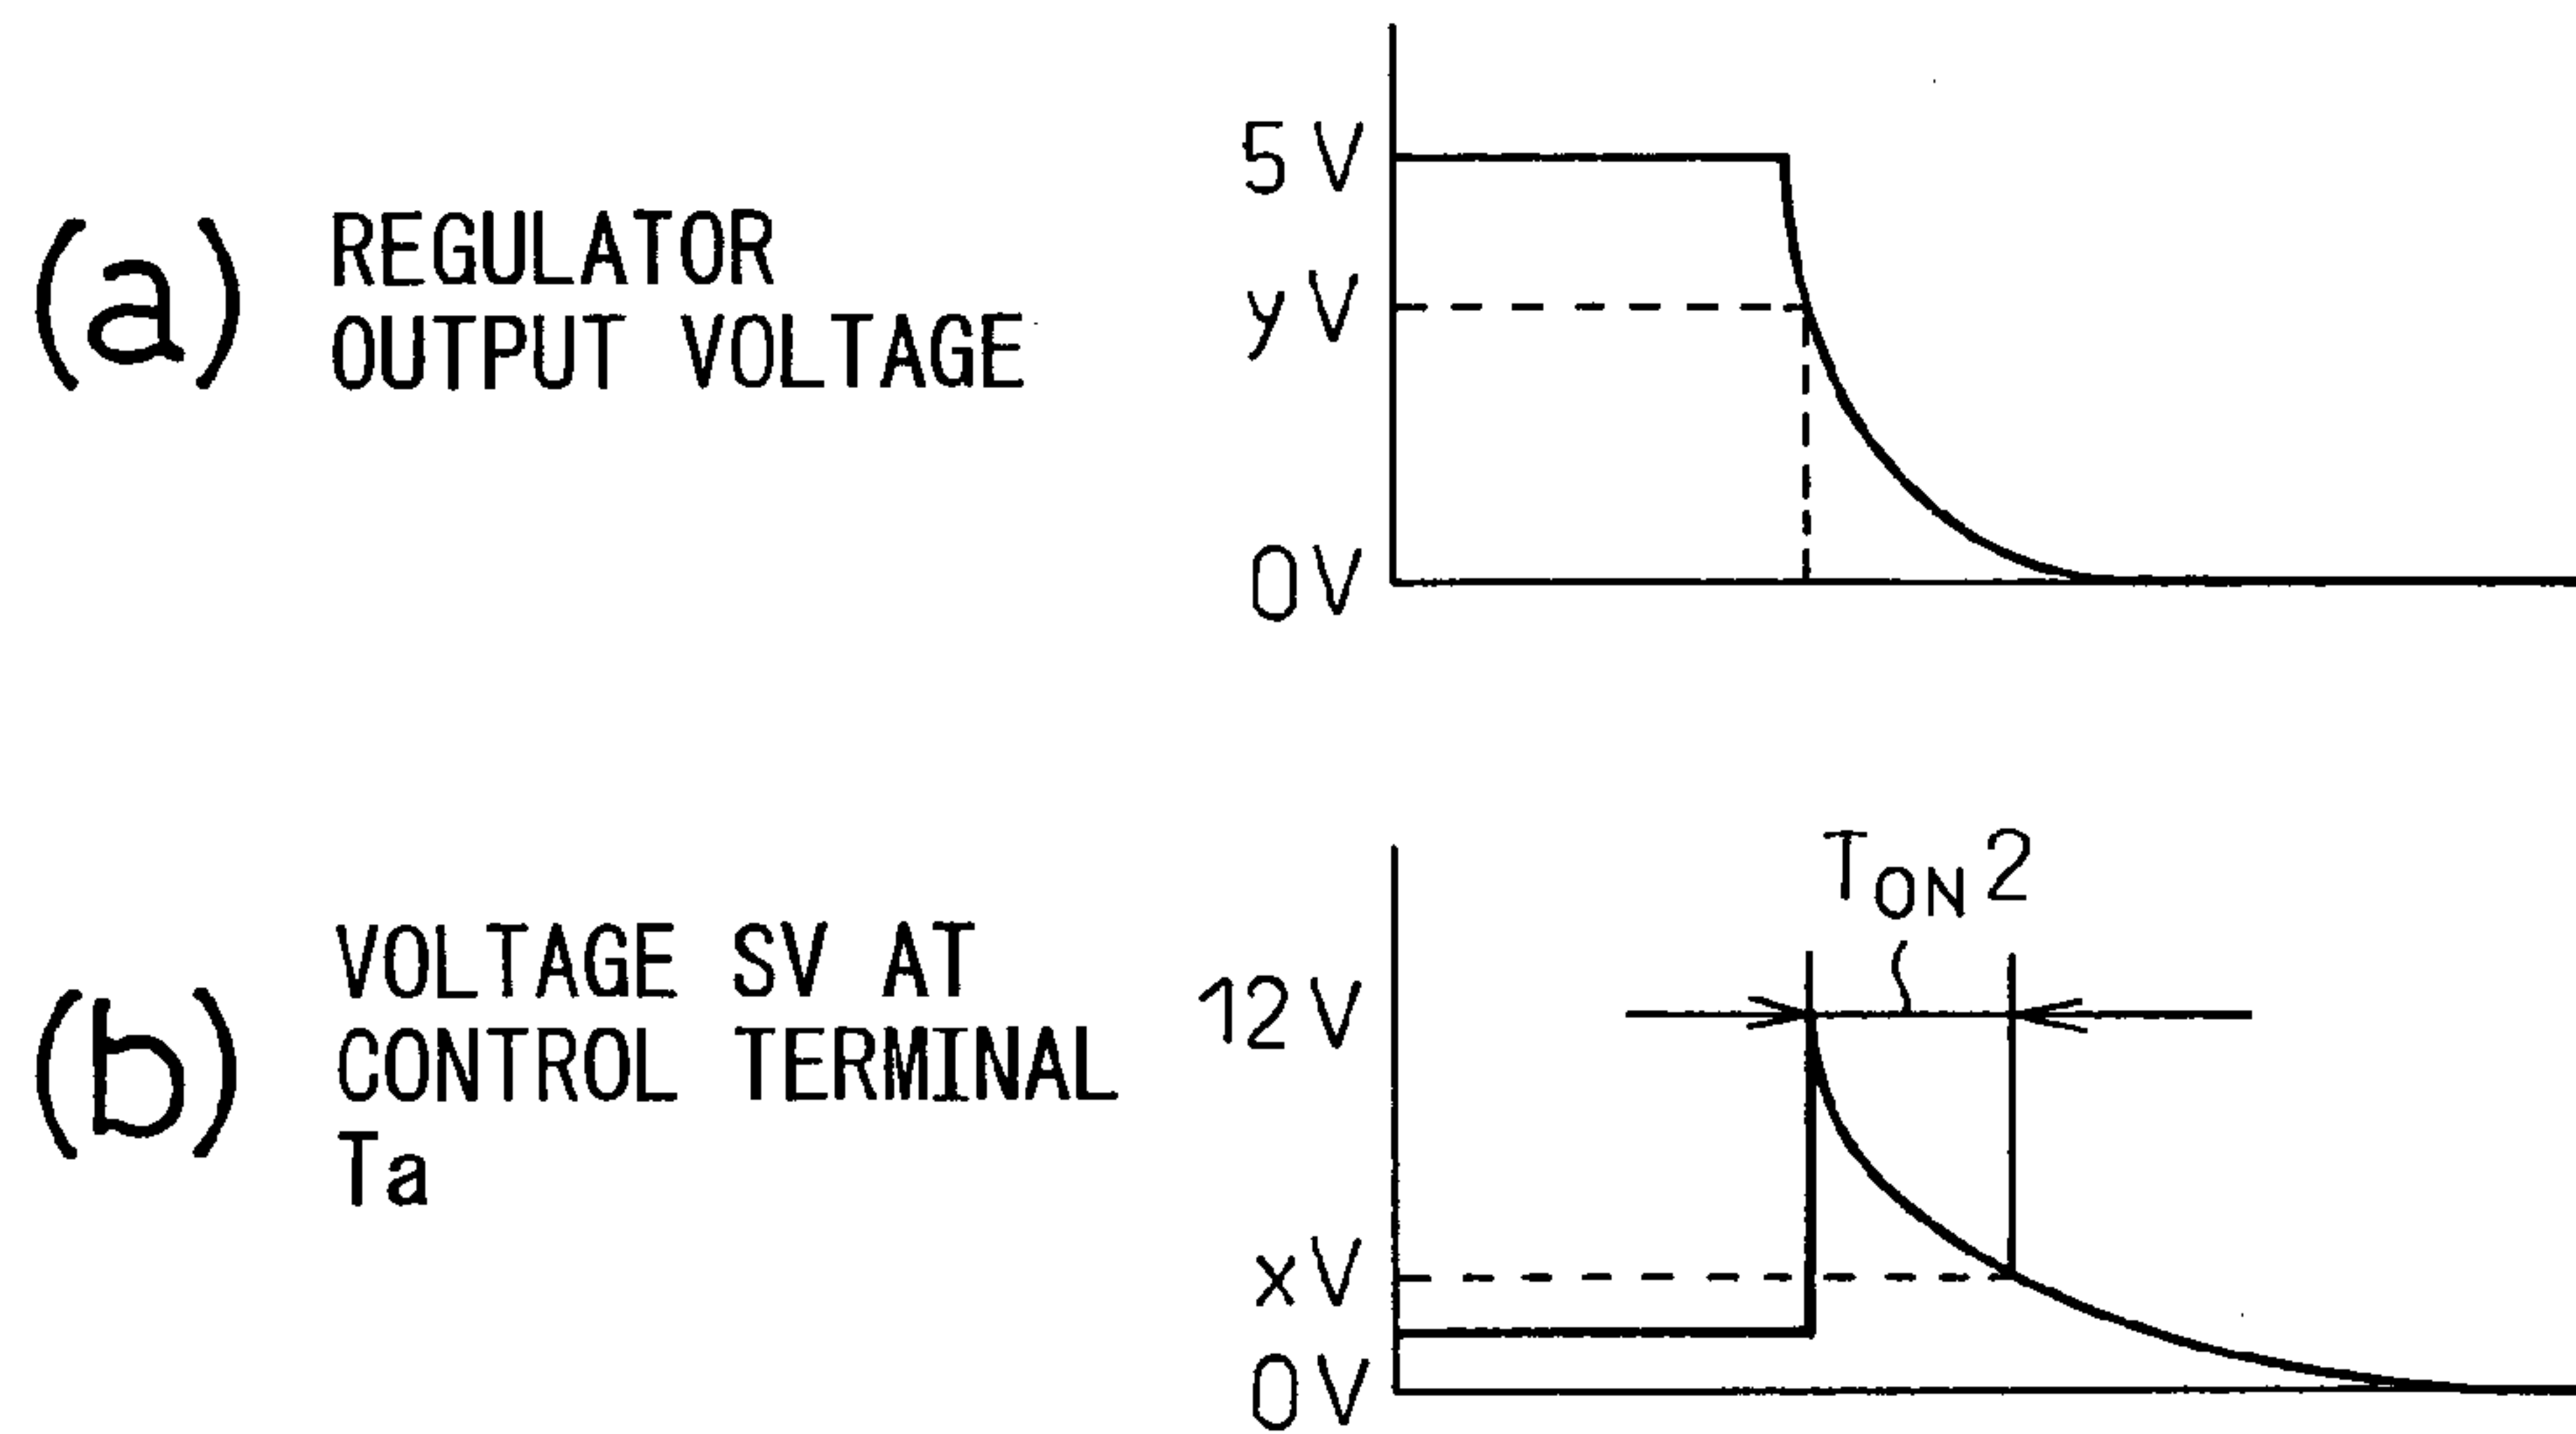 (a) REGULATOR
OUTPUT VOLTAGE
5V
yV
0V
(b) VOLTAGE SV AT
CONTROL TERMINAL
Ta
TON2
12V
xV
0V